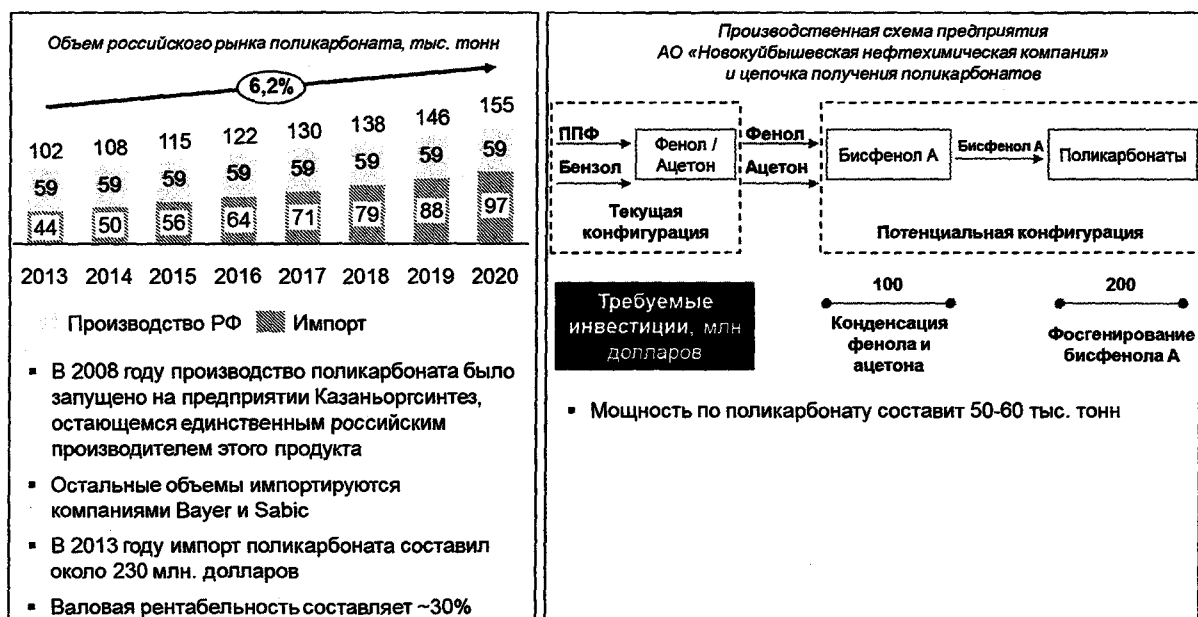 Объем российского рынка поликарбоната, тыс. тонн
6,2%
102 108 115 122 130 138 146 155
59 59 59 59 59 59 59 59
44 50 56 64 71 79 88 97
2013 2014 2015 2016 2017 2018 2019 2020
Производство РФ Импорт
▪ В 2008 году производство поликарбоната было
запущено на предприятии Казаньоргсинтез,
остающемся единственным российским
производителем этого продукта
▪ Остальные объемы импортируются
компаниями Bayer и Sabic
▪ В 2013 году импорт поликарбоната составил
около 230 млн. долларов
▪ Валовая рентабельность составляет ~30%
Производственная схема предприятия
АО «Новокуйбышевская нефтехимическая компания»
и цепочка получения поликарбонатов
ППФ
Бензол
Фенол /
Ацетон
Фенол
Ацетон
Бисфенол А
Бисфенол А
Поликарбонаты
Текущая
конфигурация
Потенциальная конфигурация
Требуемые
инвестиции, млн
долларов
100
Конденсация
фенола и
ацетона
200
Фосгенирование
бисфенола А
▪ Мощность по поликарбонату составит 50-60 тыс. тонн